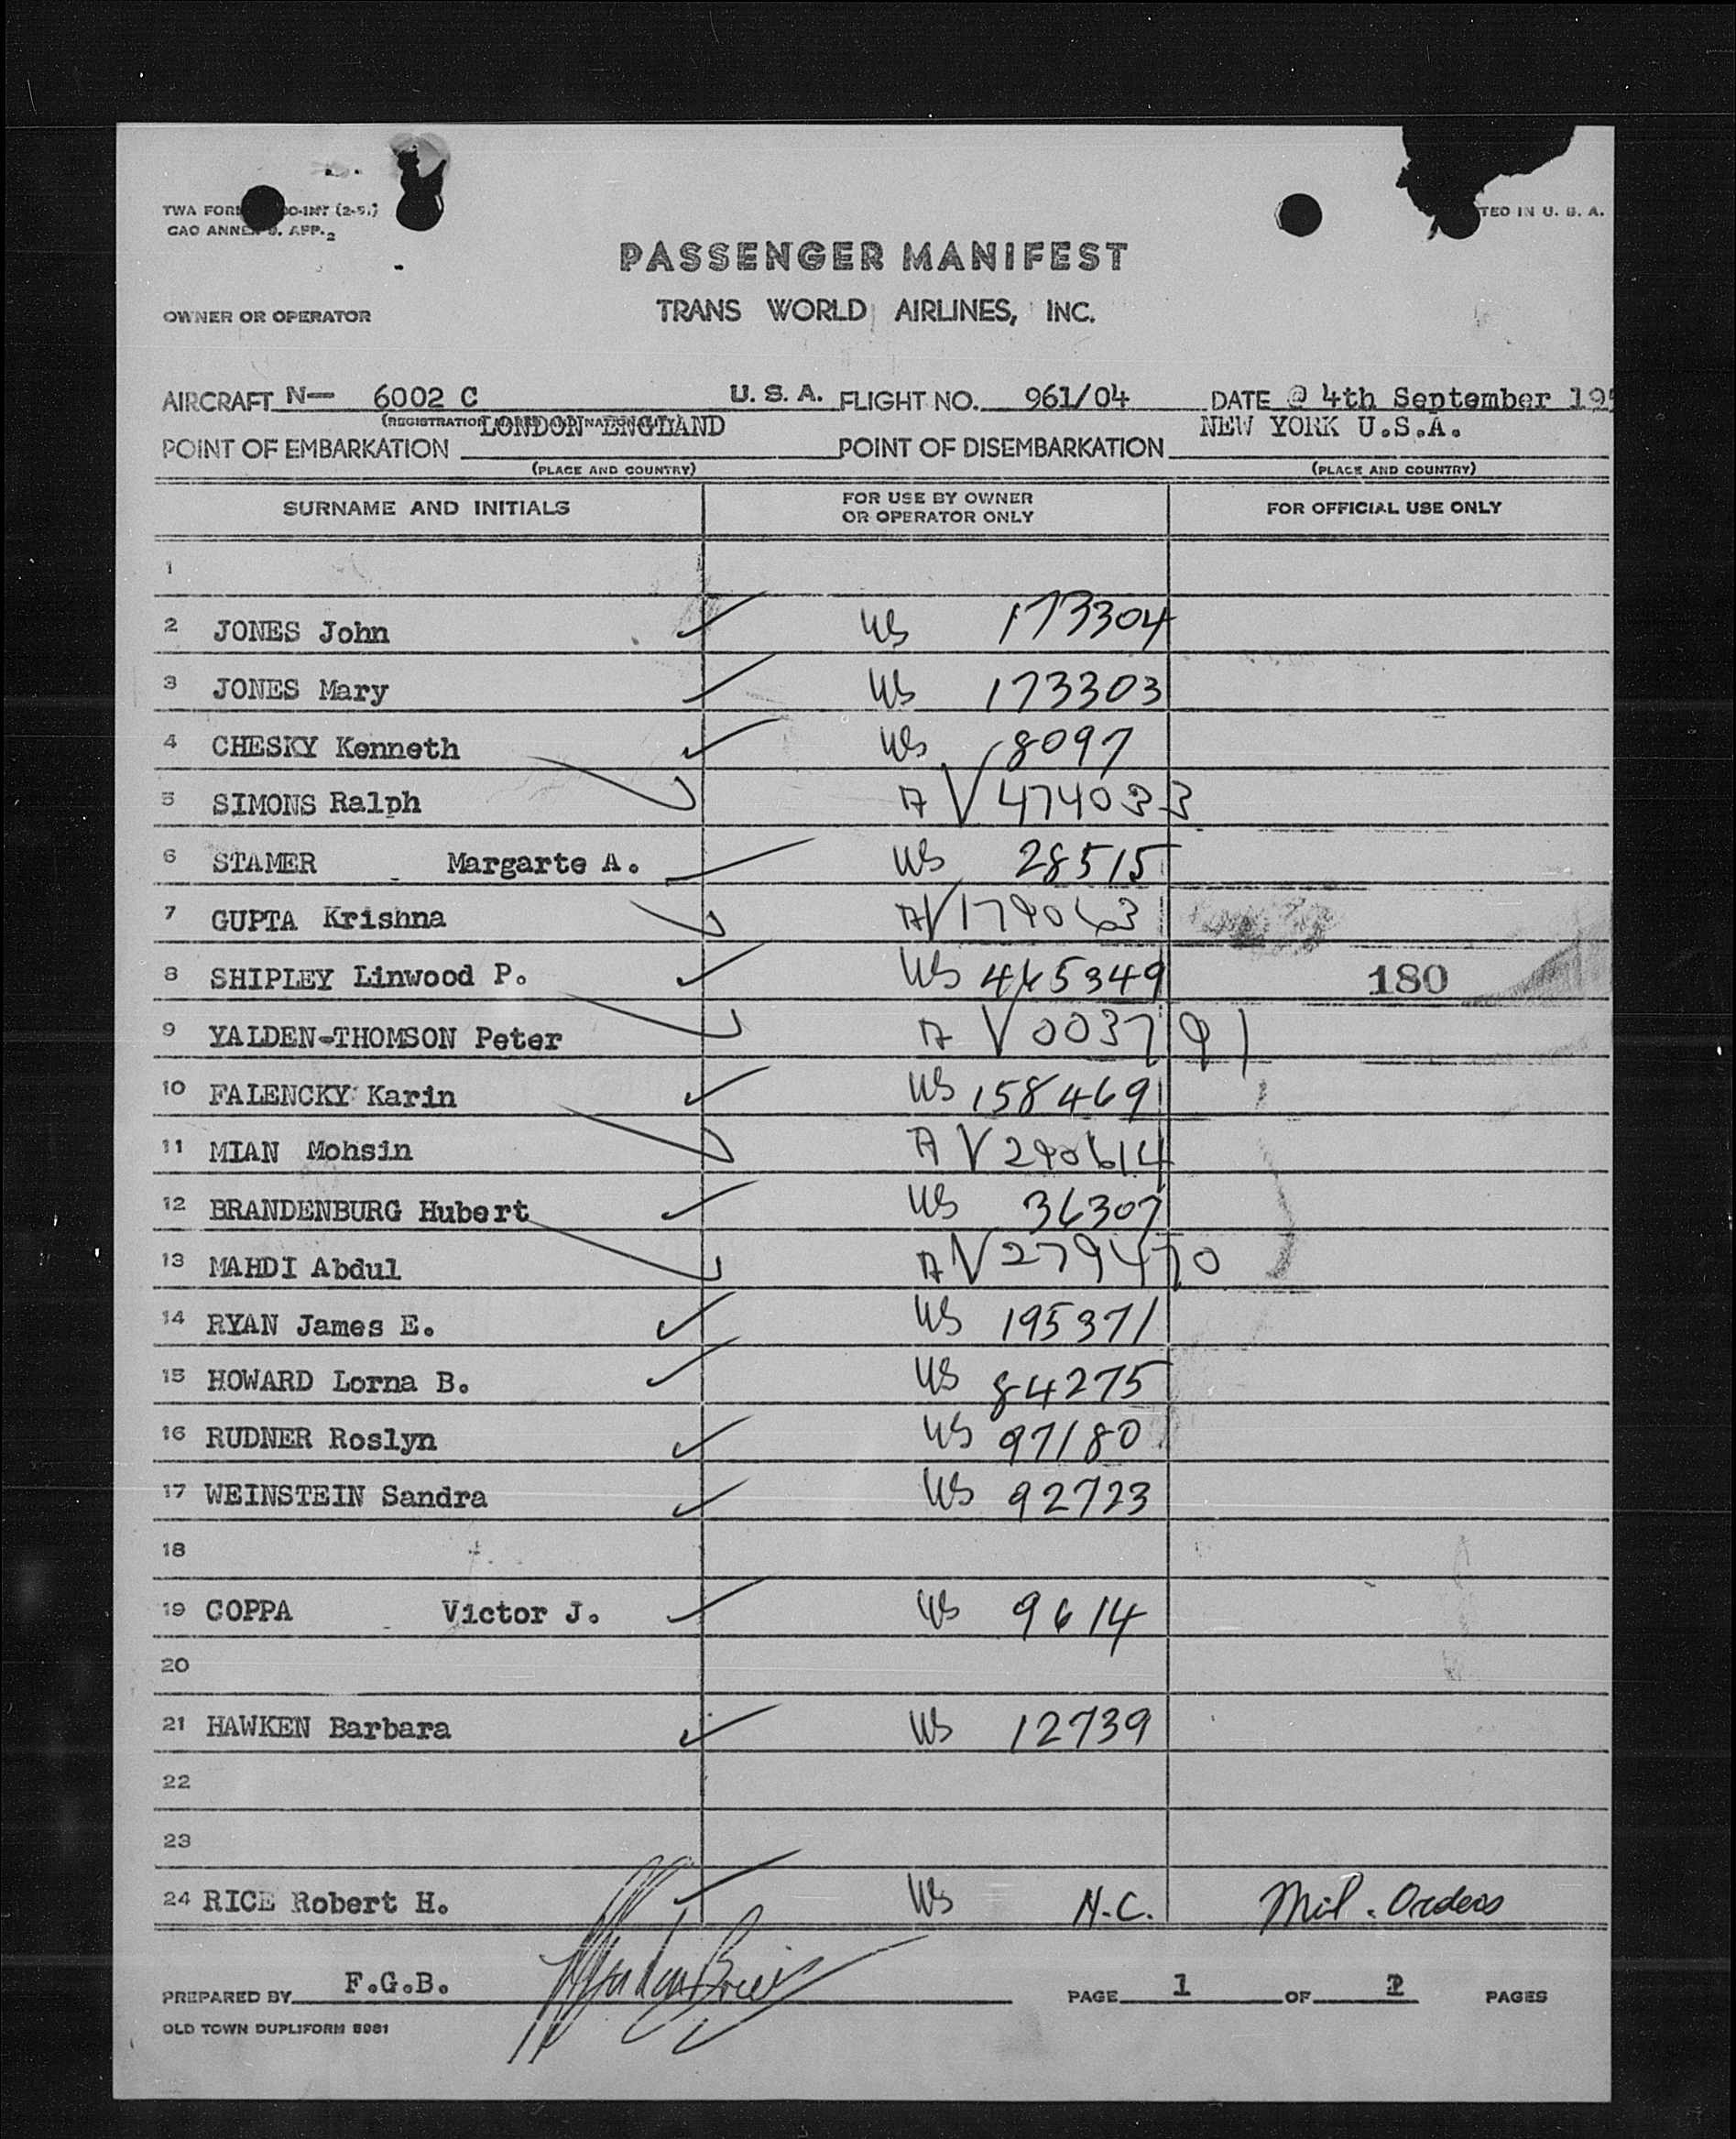 PASSENGER MANIFEST
TRANS WORLD AIRLINES, INC.
TED IN U. S. A.
TWA FORM
APP. 2
OWNER OR OPERATOR
AIRCRAFT N— 6002 C U. S. A. FLIGHT NO. 961/04 DATE @ 4th September 19
LONDON ENGLAND NEW YORK U.S.A.
POINT OF EMBARKATION POINT OF DISEMBARKATION
(PLACE AND COUNTRY) (PLACE AND COUNTRY)
SURNAME AND INITIALS FOR USE BY OWNER OR OPERATOR ONLY FOR OFFICIAL USE ONLY
1
2 JONES John US 173304
3 JONES Mary US 173303
4 CHESKY Kenneth US 8097
5 SIMONS Ralph A V 474033
6 STAMER Margarte A. US 28515
7 GUPTA Krishna A V 179063
8 SHIPLEY Linwood P. US 465349 180
9 YALDEN-THOMSON Peter A V 0037191
10 FALENCKY Karin US 158469
11 MIAN Mohsin A V 290614
12 BRANDENBURG Hubert US 36307
13 MAHDI Abdul A V 279470
14 RYAN James E. US 195371
15 HOWARD Lorna B. US 84275
16 RUDNER Roslyn US 97180
17 WEINSTEIN Sandra US 92723
18
19 COPPA Victor J. US 9614
20
21 HAWKEN Barbara US 12739
22
23
24 RICE Robert H. US N.C. Mil. Orders
PREPARED BY F.G.B. PAGE 1 OF PAGES
OLD TOWN DUPLIFORM 8981